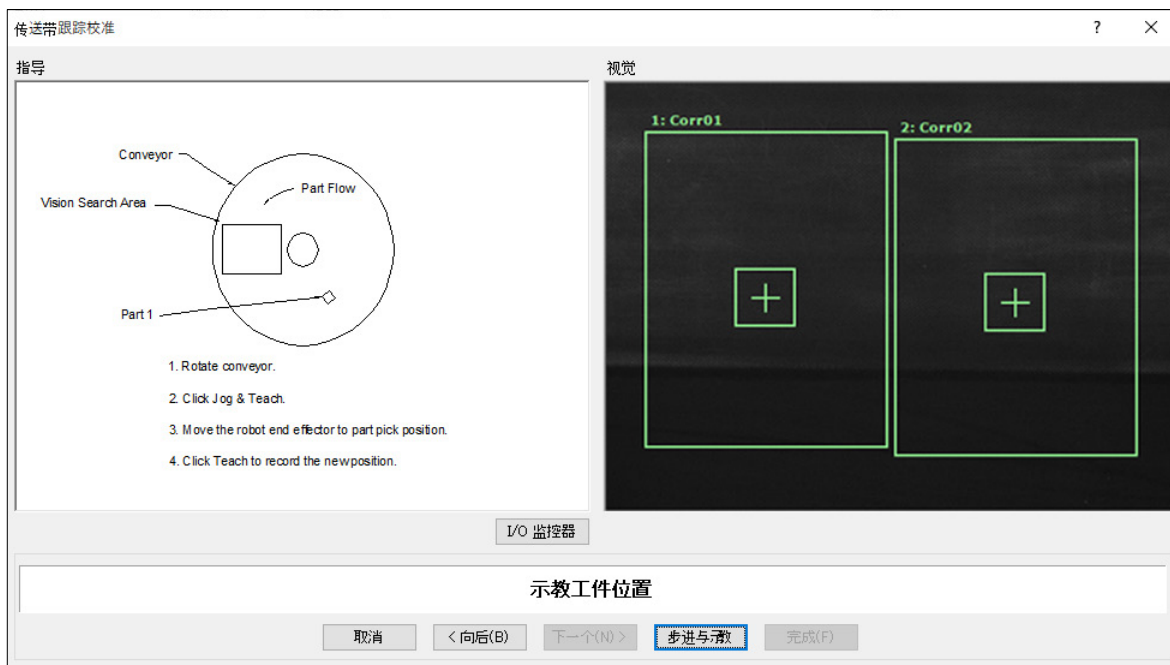 传送带跟踪校准
指导
视觉
Conveyor
Part Flow
Vision Search Area
Part 1
1. Rotate conveyor.
2. Click Jog & Teach.
3. Move the robot end effector to part pick position.
4. Click Teach to record the newposition.
1: Corr01
2: Corr02
I/O 监控器
示教工件位置
取消
< 向后(B)
下一个(N) >
步进与示教
完成(F)